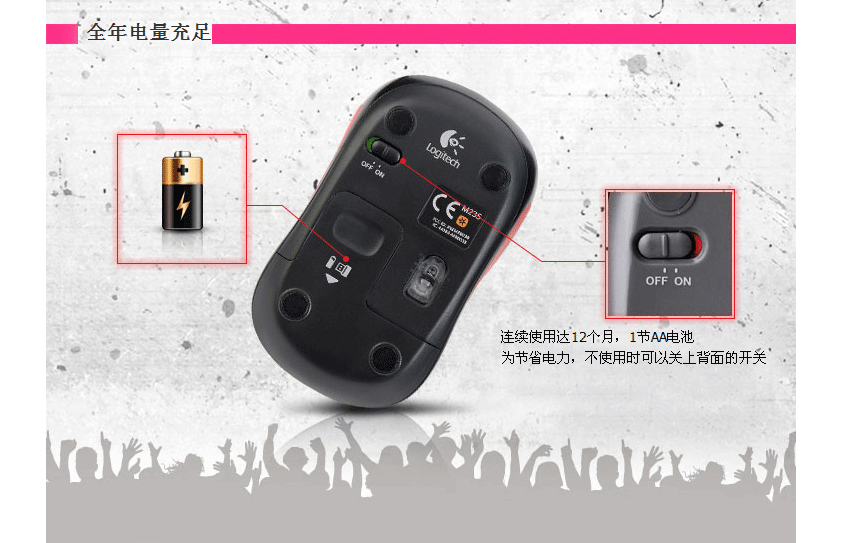 全年电量充足
Logitech
OFF ON
M235
OFF ON
连续使用达12个月，1节AA电池
为节省电力，不使用时可以关上背面的开关